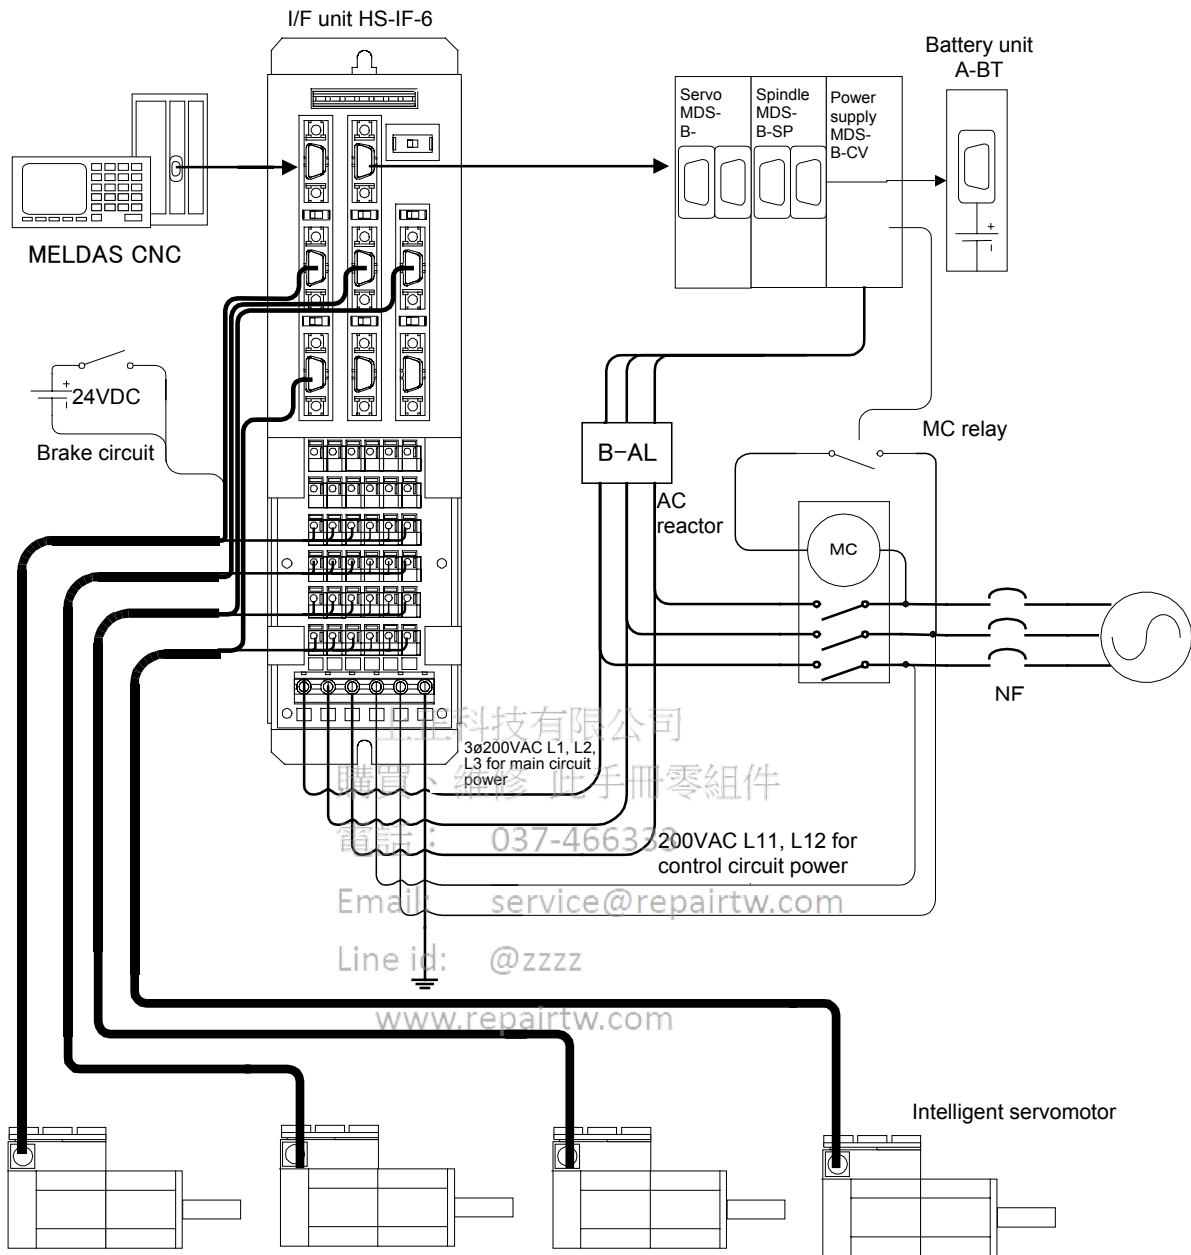 I/F unit HS-IF-6
Battery unit
A-BT
Servo
MDS-
B-
Spindle
MDS-
B-SP
Power
supply
MDS-
B-CV
+
-
MELDAS CNC
+
-
24VDC
Brake circuit
B-AL
AC
reactor
MC relay
MC
NF
上正科技有限公司
3ø200VAC L1, L2,
L3 for main circuit
power
購買、維修 此手冊零組件
電話： 037-466333
200VAC L11, L12 for
control circuit power
Email: service@repairtw.com
Line id: @zzzz
www.repairtw.com
Intelligent servomotor